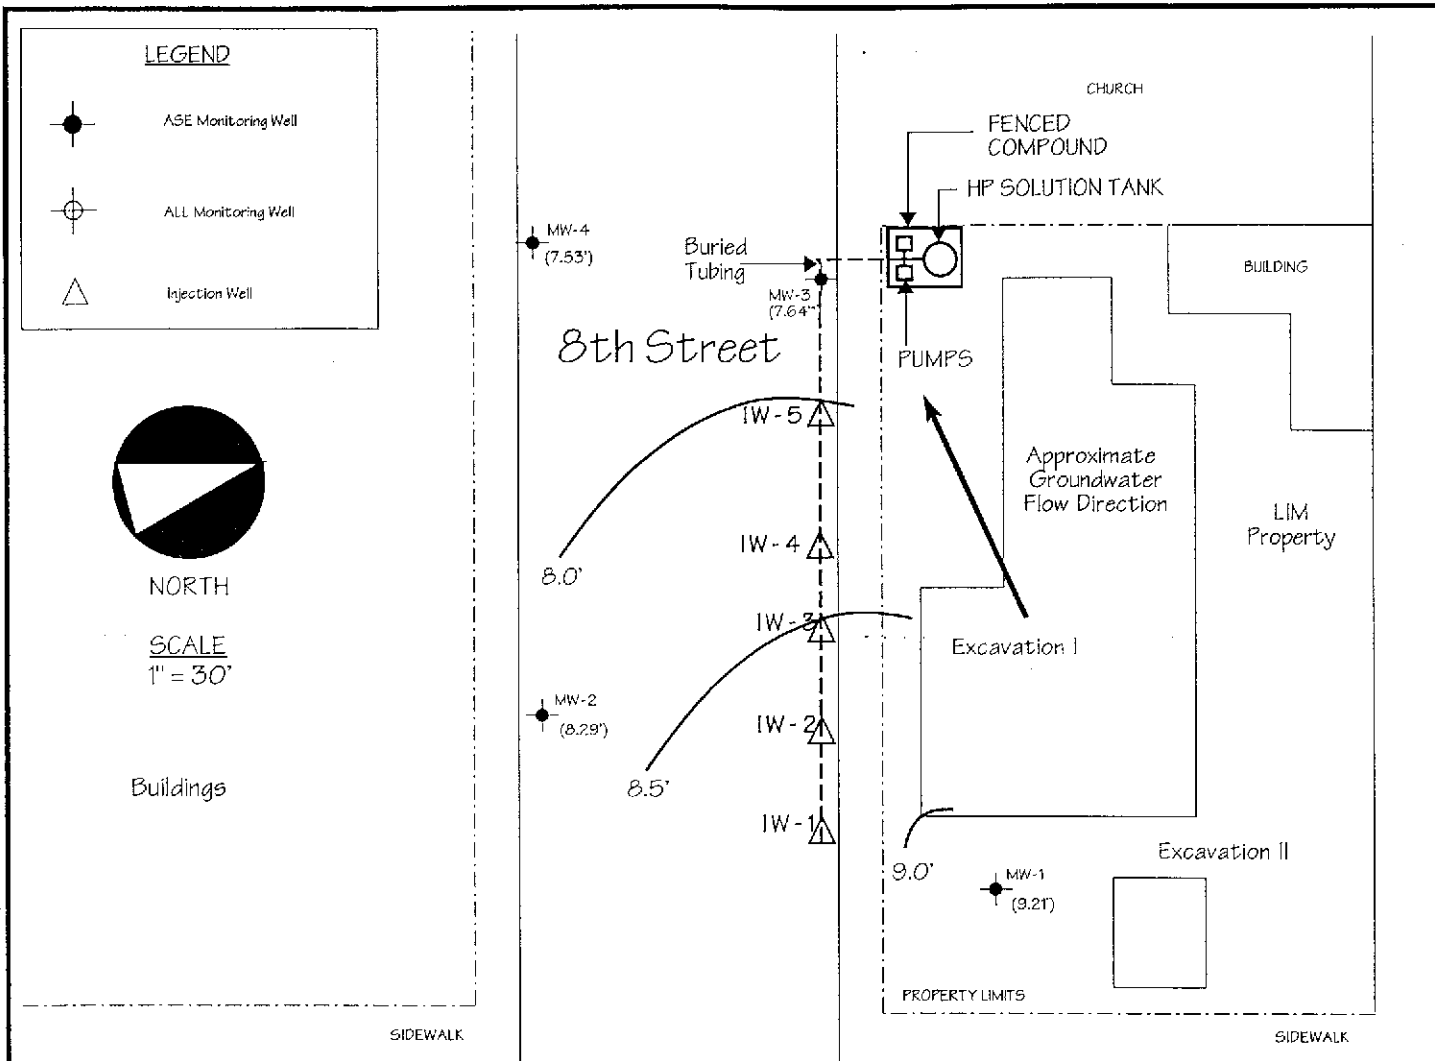 LEGEND
ASE Monitoring Well
ALL Monitoring Well
Injection Well
NORTH
SCALE
1" = 30'
Buildings
SIDEWALK
MW-4
(7.53')
8th Street
Buried
Tubing
MW-3
(7.64")
IW-5
8.0'
IW-4
IW-3
MW-2
(8.29')
IW-2
8.5'
IW-1
CHURCH
FENCED
COMPOUND
HP SOLUTION TANK
BUILDING
PUMPS
Approximate
Groundwater
Flow Direction
LIM
Property
Excavation I
Excavation II
9.0'
MW-1
(9.21')
PROPERTY LIMITS
SIDEWALK